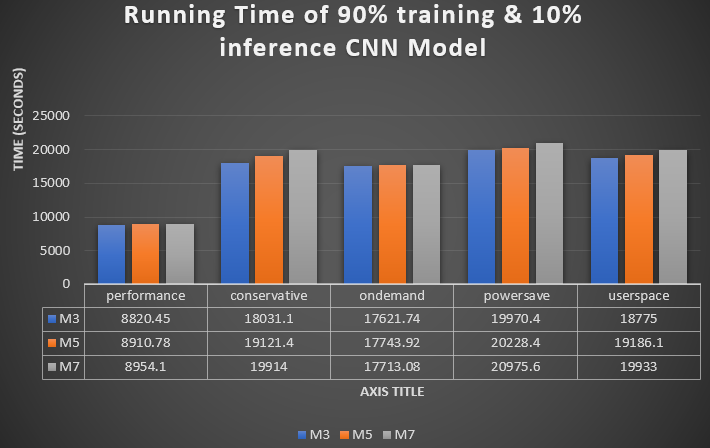 Running Time of 90% training & 10%
inference CNN Model
TIME (SECONDS)
25000
20000
15000
10000
5000
0
performance conservative ondemand powersave userspace
M3 8820.45 18031.1 17621.74 19970.4 18775
M5 8910.78 19121.4 17743.92 20228.4 19186.1
M7 8954.1 19914 17713.08 20975.6 19933
AXIS TITLE
M3 M5 M7